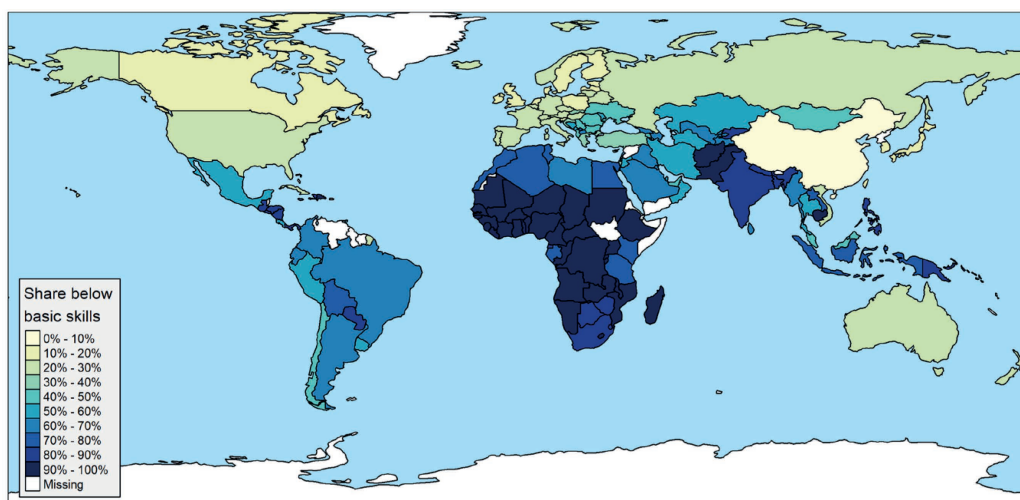 Share below
basic skills
0% - 10%
10% - 20%
20% - 30%
30% - 40%
40% - 50%
50% - 60%
60% - 70%
70% - 80%
80% - 90%
90% - 100%
Missing